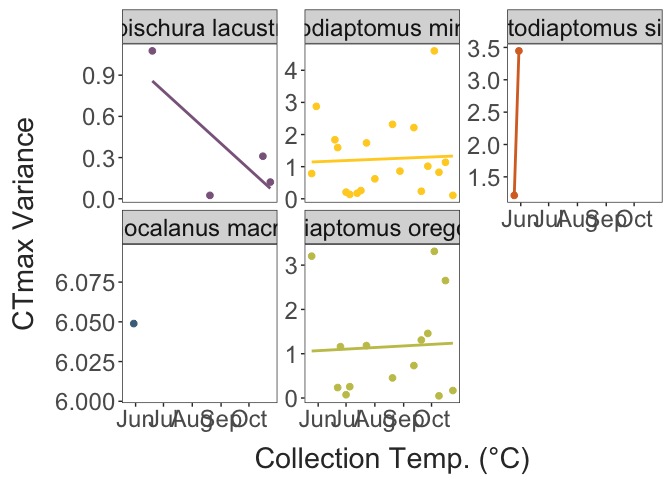 pischura lacustr
odiaptomus min
todiaptomus si
0.9
0.6
0.3
0.0
4
3
2
1
0
3.5
3.0
2.5
2.0
1.5
Jun Jul Aug Sep Oct
ocalanus macr
iaptomus orego
6.075
6.050
6.025
6.000
3
2
1
0
Jun Jul Aug Sep Oct
Jun Jul Aug Sep Oct
CTmax Variance
Collection Temp. (°C)